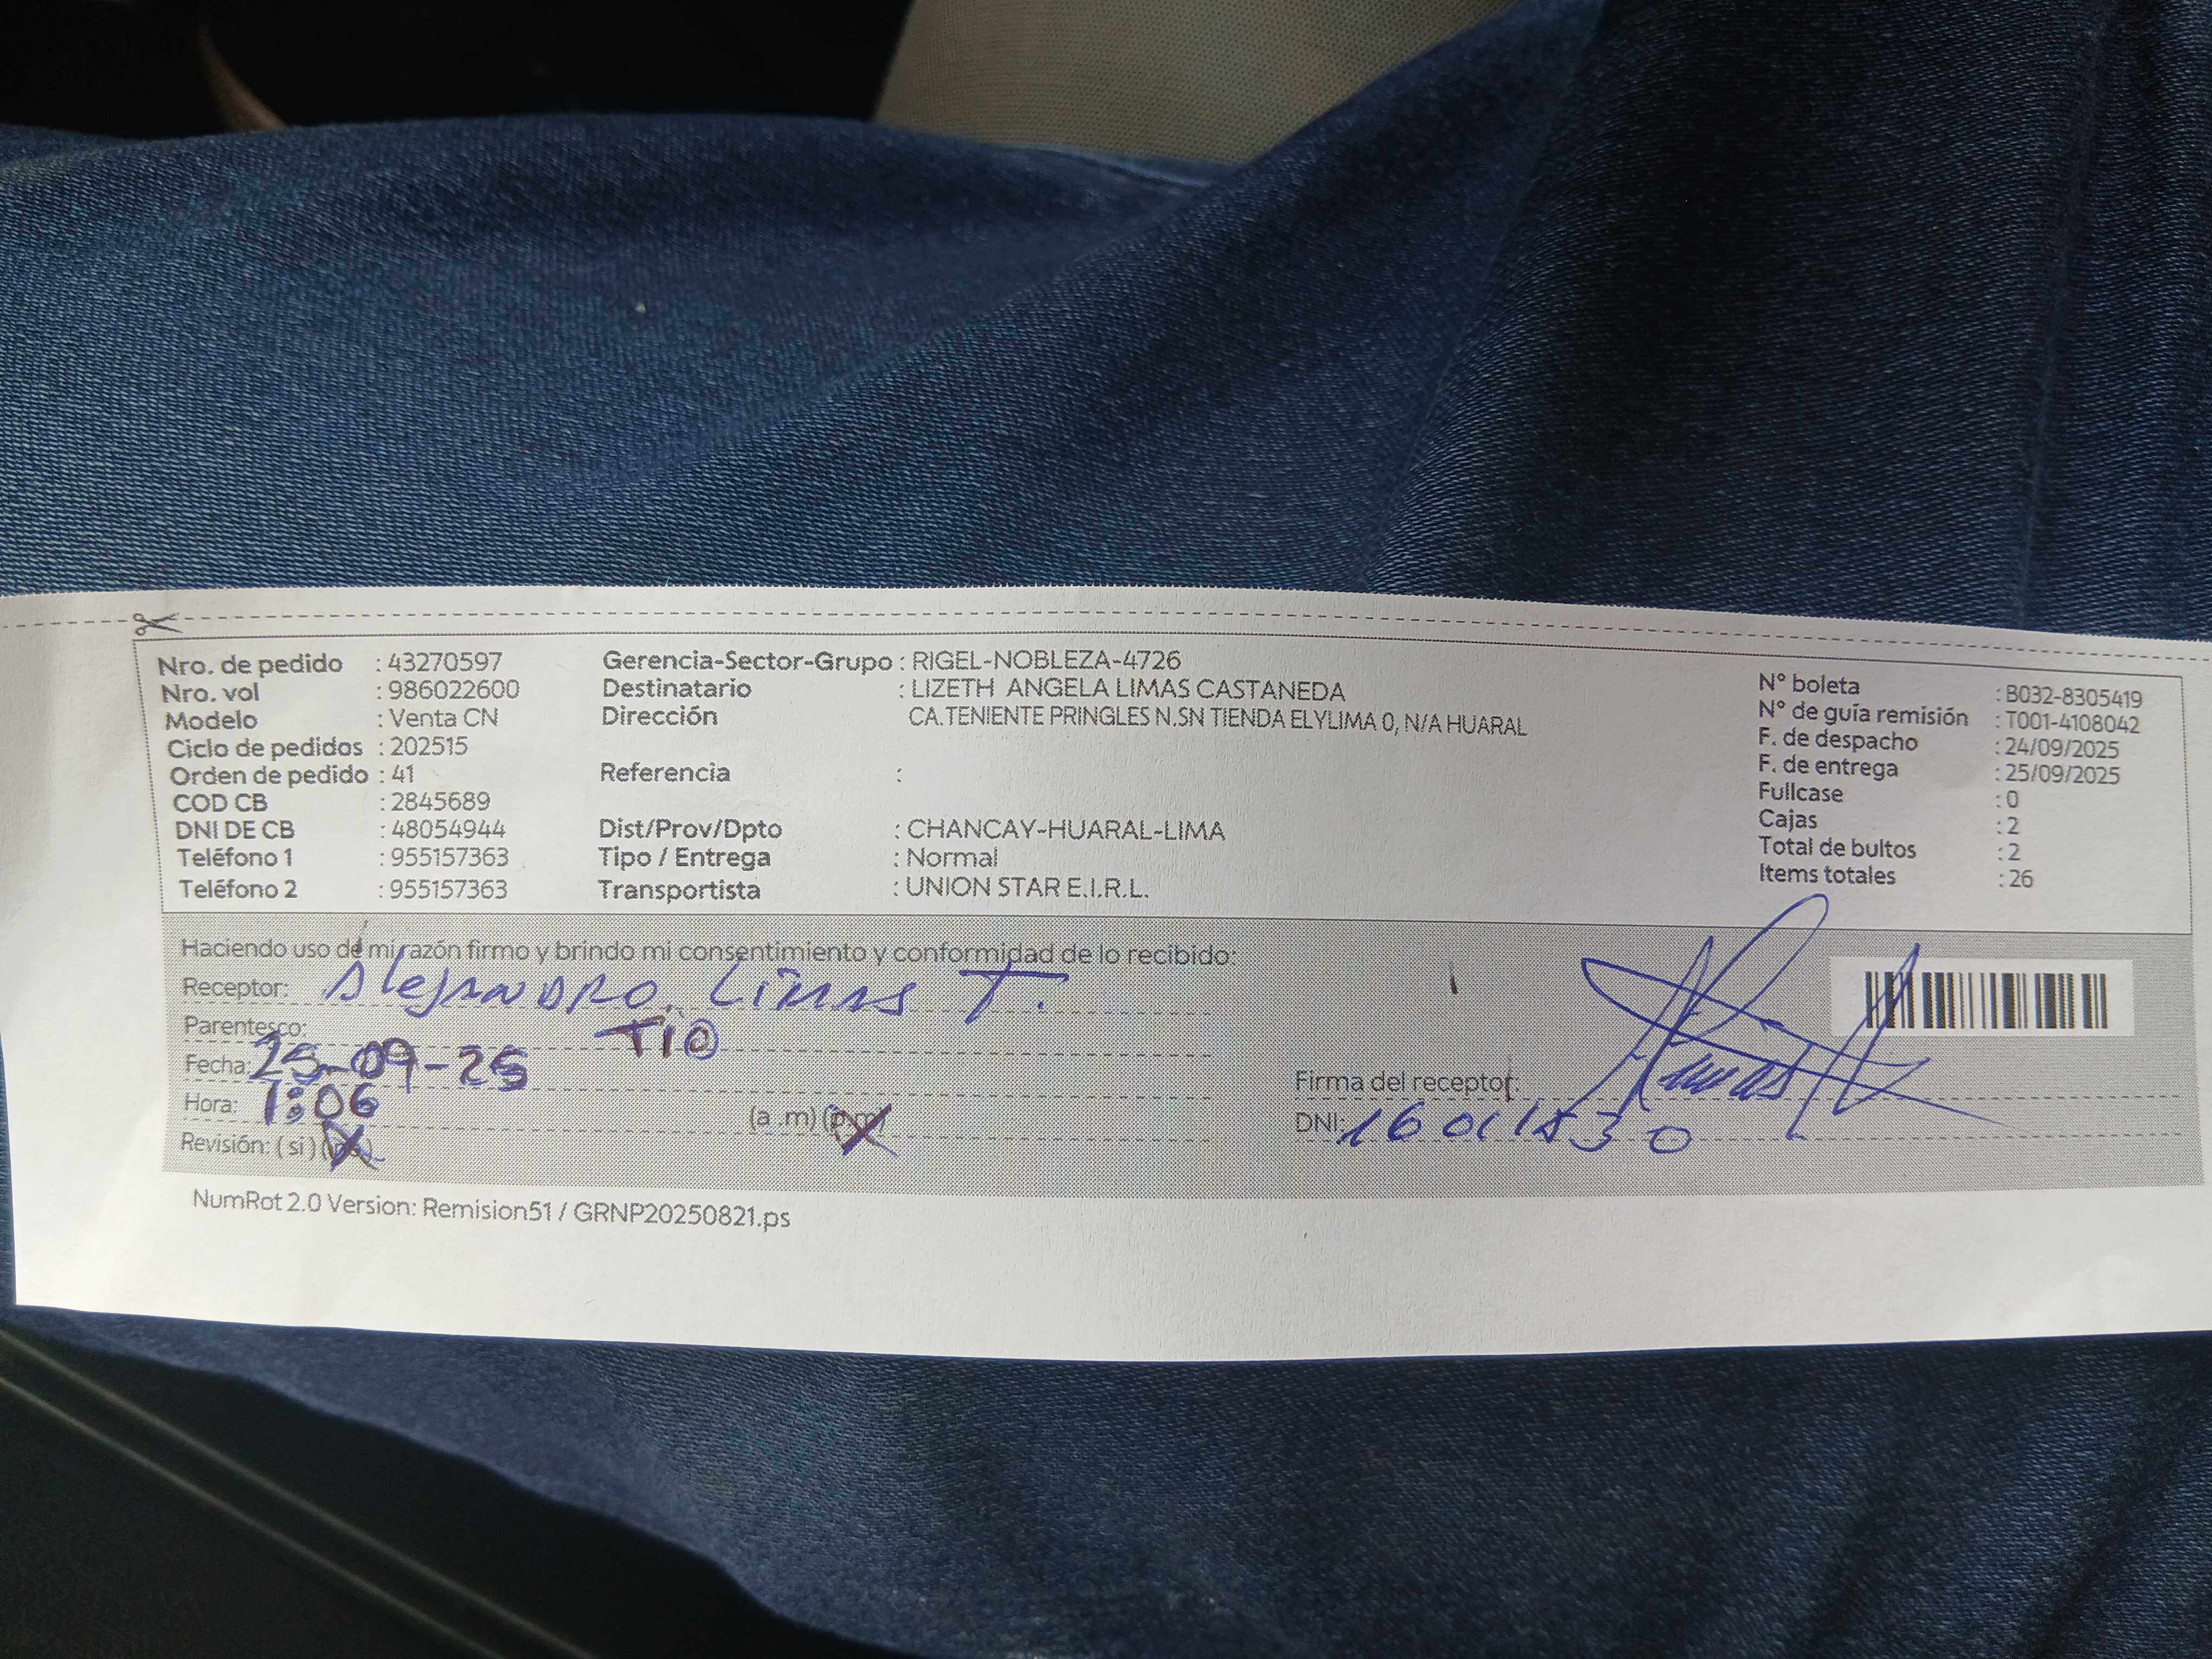 Nro. de pedido : 43270597
Nro. vol : 986022600
Modelo : Venta CN
Ciclo de pedidos : 202515
Orden de pedido : 41
COD CB : 2845689
DNI DE CB : 48054944
Teléfono 1 : 955157363
Teléfono 2 : 955157363
Gerencia-Sector-Grupo : RIGEL-NOBLEZA-4726
Destinatario : LIZETH ANGELA LIMAS CASTANEDA
Dirección CA.TENIENTE PRINGLES N.SN TIENDA ELYLIMA 0, N/A HUARAL
Referencia :
Dist/Prov/Dpto : CHANCAY-HUARAL-LIMA
Tipo / Entrega : Normal
Transportista : UNION STAR E.I.R.L.
N° boleta : B032-8305419
N° de guía remisión : T001-4108042
F. de despacho : 24/09/2025
F. de entrega : 25/09/2025
Fullcase : 0
Cajas : 2
Total de bultos : 2
Items totales : 26
Haciendo uso de mi razón firmo y brindo mi consentimiento y conformidad de lo recibido:
Receptor: Alejandro Limas T.
Parentesco: Tio
Fecha: 25-09-25
Hora: 1:06 (a .m) (p.m)
Revisión: ( si ) (no)
Firma del receptor:
DNI:
NumRot 2.0 Version: Remision51 / GRNP20250821.ps